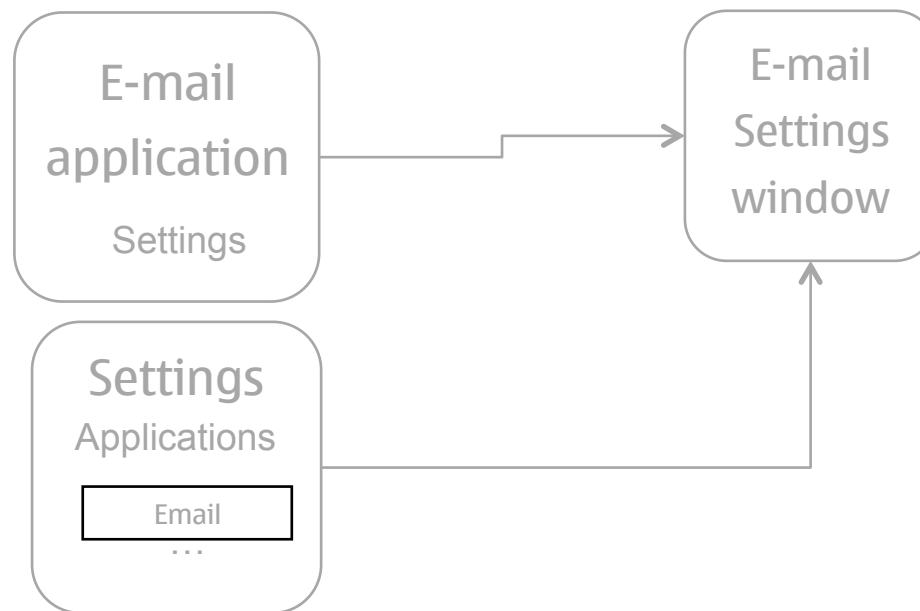 E-mail
application
Settings
E-mail
Settings
window
Settings
Applications
Email
...